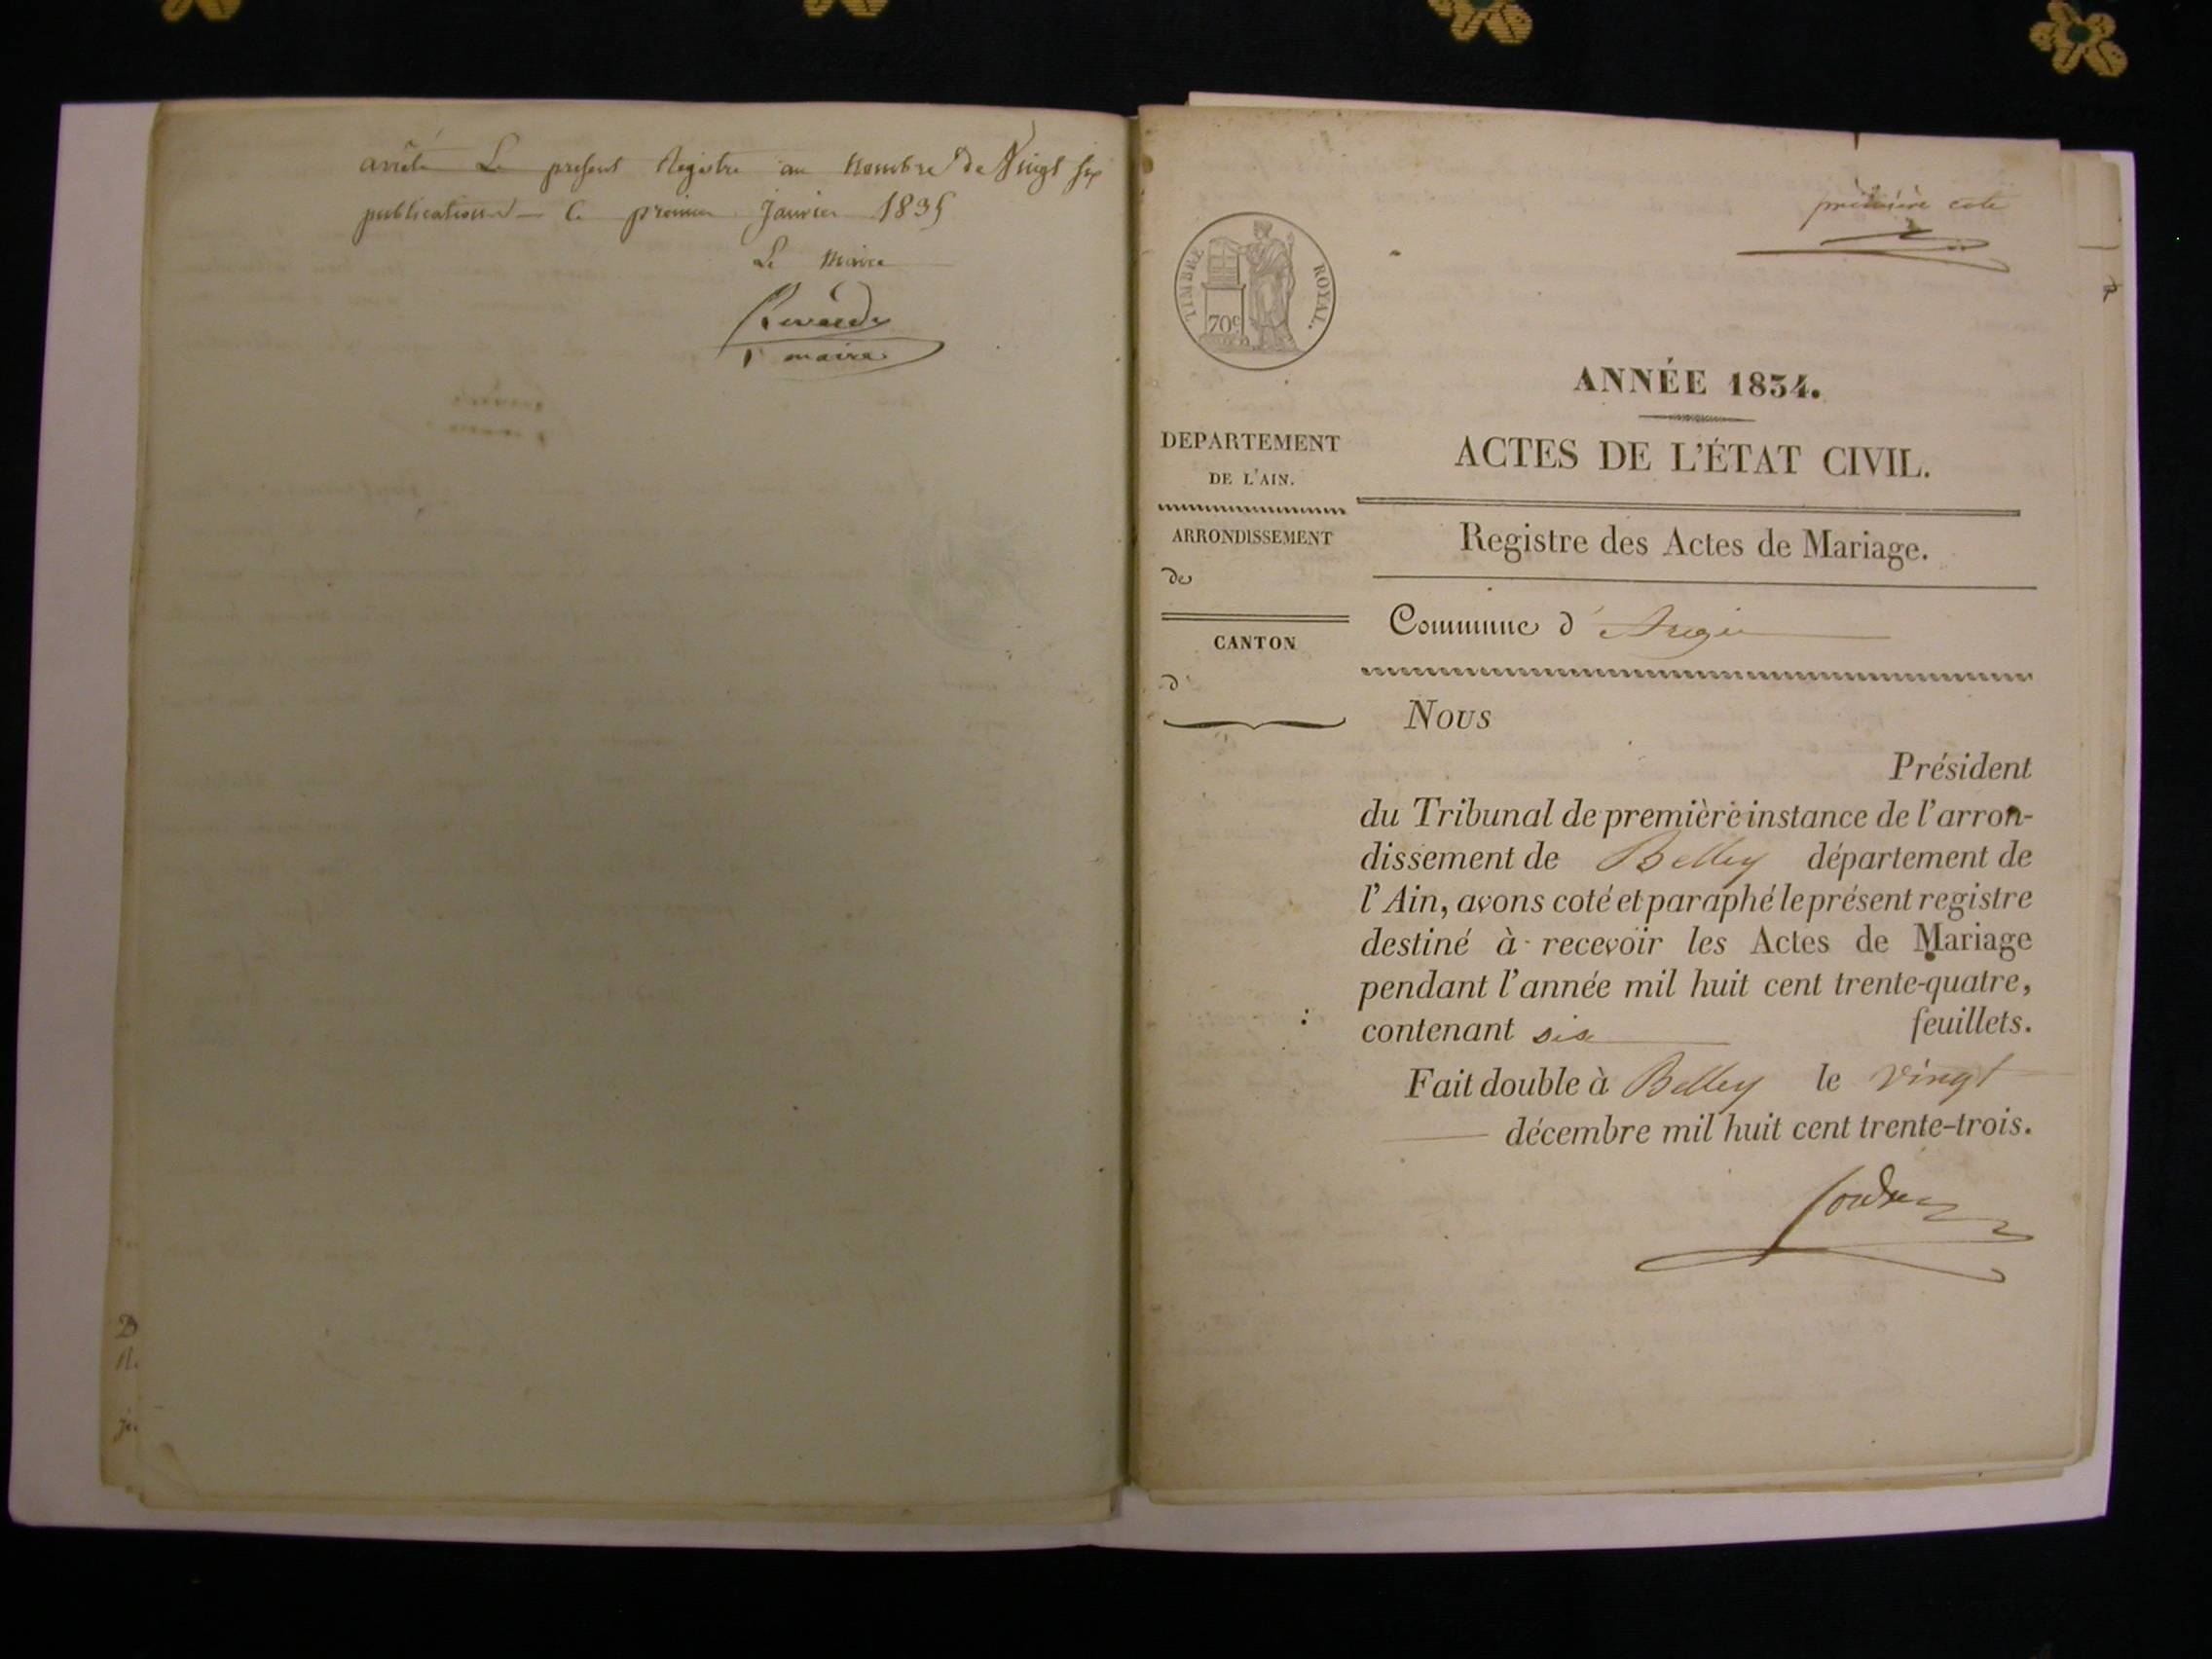 arrêté Le present Registre au Nombre de Vingt six
publications le premier Janvier 1835
Le Maire
maire
première cote
TIMBRE ROYAL.
70c
ANNÉE 1834.
DEPARTEMENT
DE L'AIN.
ACTES DE L'ÉTAT CIVIL.
ARRONDISSEMENT
de
Registre des Actes de Mariage.
CANTON
d
Commune d'
Nous
Président
du Tribunal de première instance de l'arron-
dissement de Belley département de
l'Ain, avons coté et paraphé le présent registre
destiné à recevoir les Actes de Mariage
pendant l'année mil huit cent trente-quatre,
contenant six feuillets.
Fait double à Belley le vingt
décembre mil huit cent trente-trois.